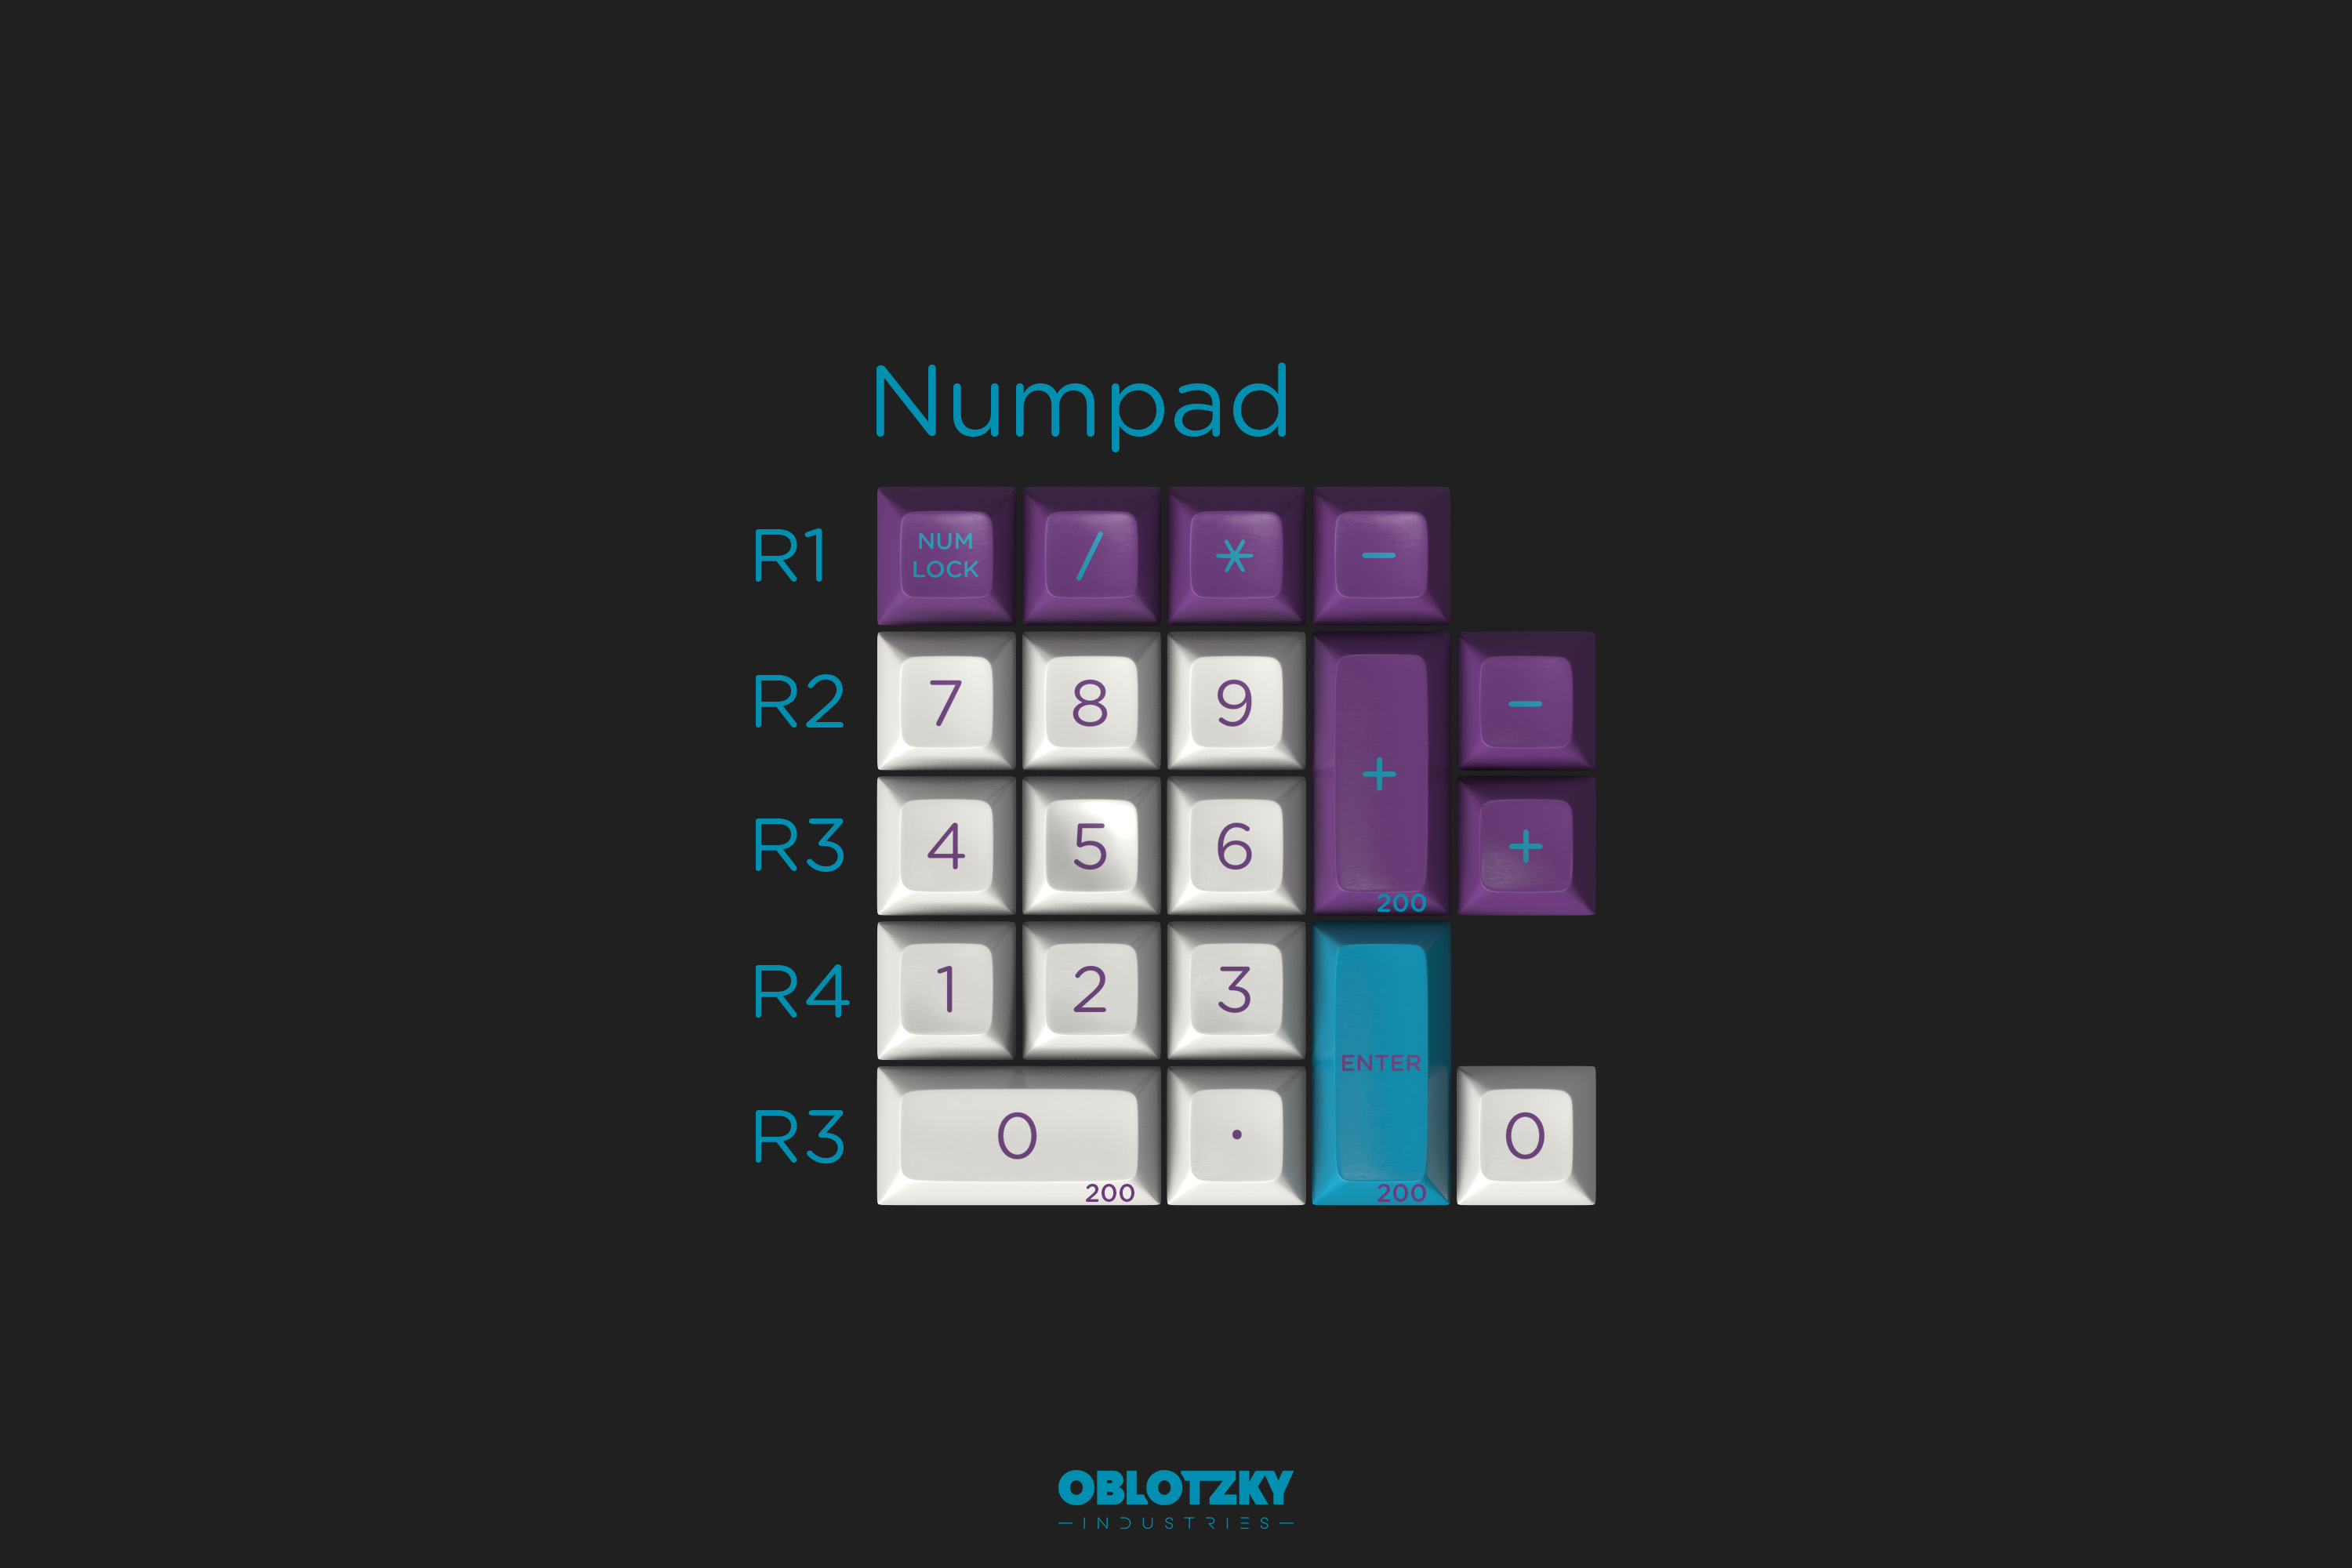 Numpad
R1 NUM LOCK / * −
R2 7 8 9 + −
R3 4 5 6 200 +
R4 1 2 3 ENTER
R3 0 200 · 200 0
OBLOTZKY
INDUSTRIES